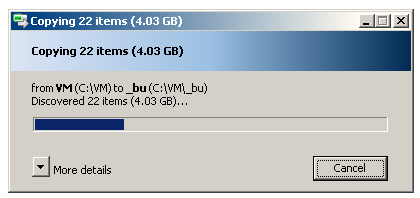 Copying 22 items (4.03 GB)
Copying 22 items (4.03 GB)
from VM (C:\VM) to _bu (C:\VM\_bu)
Discovered 22 items (4.03 GB)...
More details
Cancel